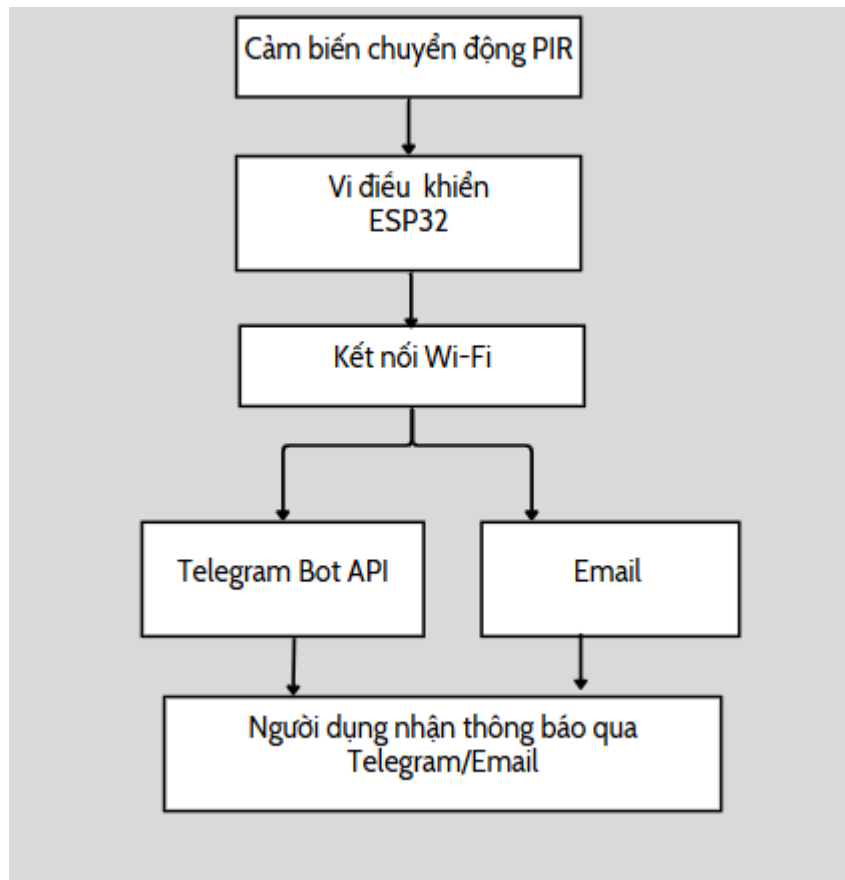 Cảm biến chuyển động PIR
Vi điều khiển
ESP32
Kết nối Wi-Fi
Telegram Bot API
Email
Người dụng nhận thông báo qua
Telegram/Email